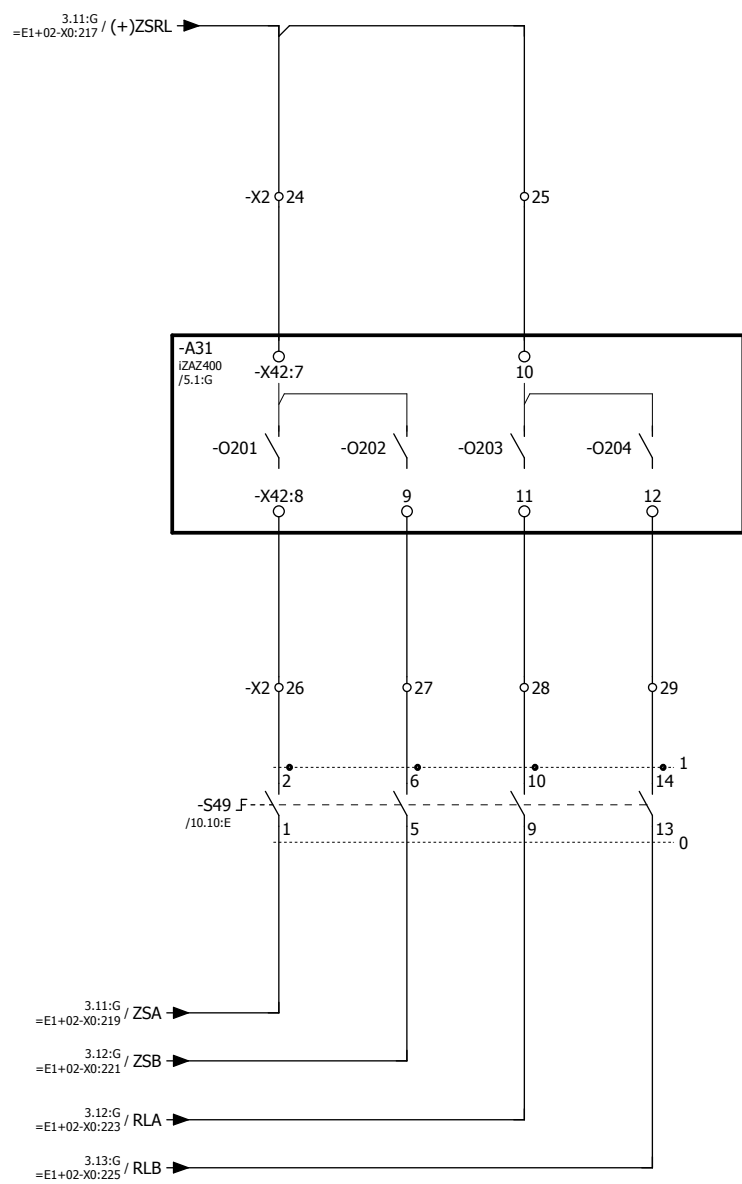 3.11:G
=E1+02-X0:217 / (+)ZSRL
-X2 24 25
-A31
iZAZ400
/5.1:G
-X42:7 10
-O201 -O202 -O203 -O204
-X42:8 9 11 12
-X2 26 27 28 29
1
2 6 10 14
-S49
/10.10:E
1 5 9 13
0
3.11:G
=E1+02-X0:219 / ZSA
3.12:G
=E1+02-X0:221 / ZSB
3.12:G
=E1+02-X0:223 / RLA
3.13:G
=E1+02-X0:225 / RLB